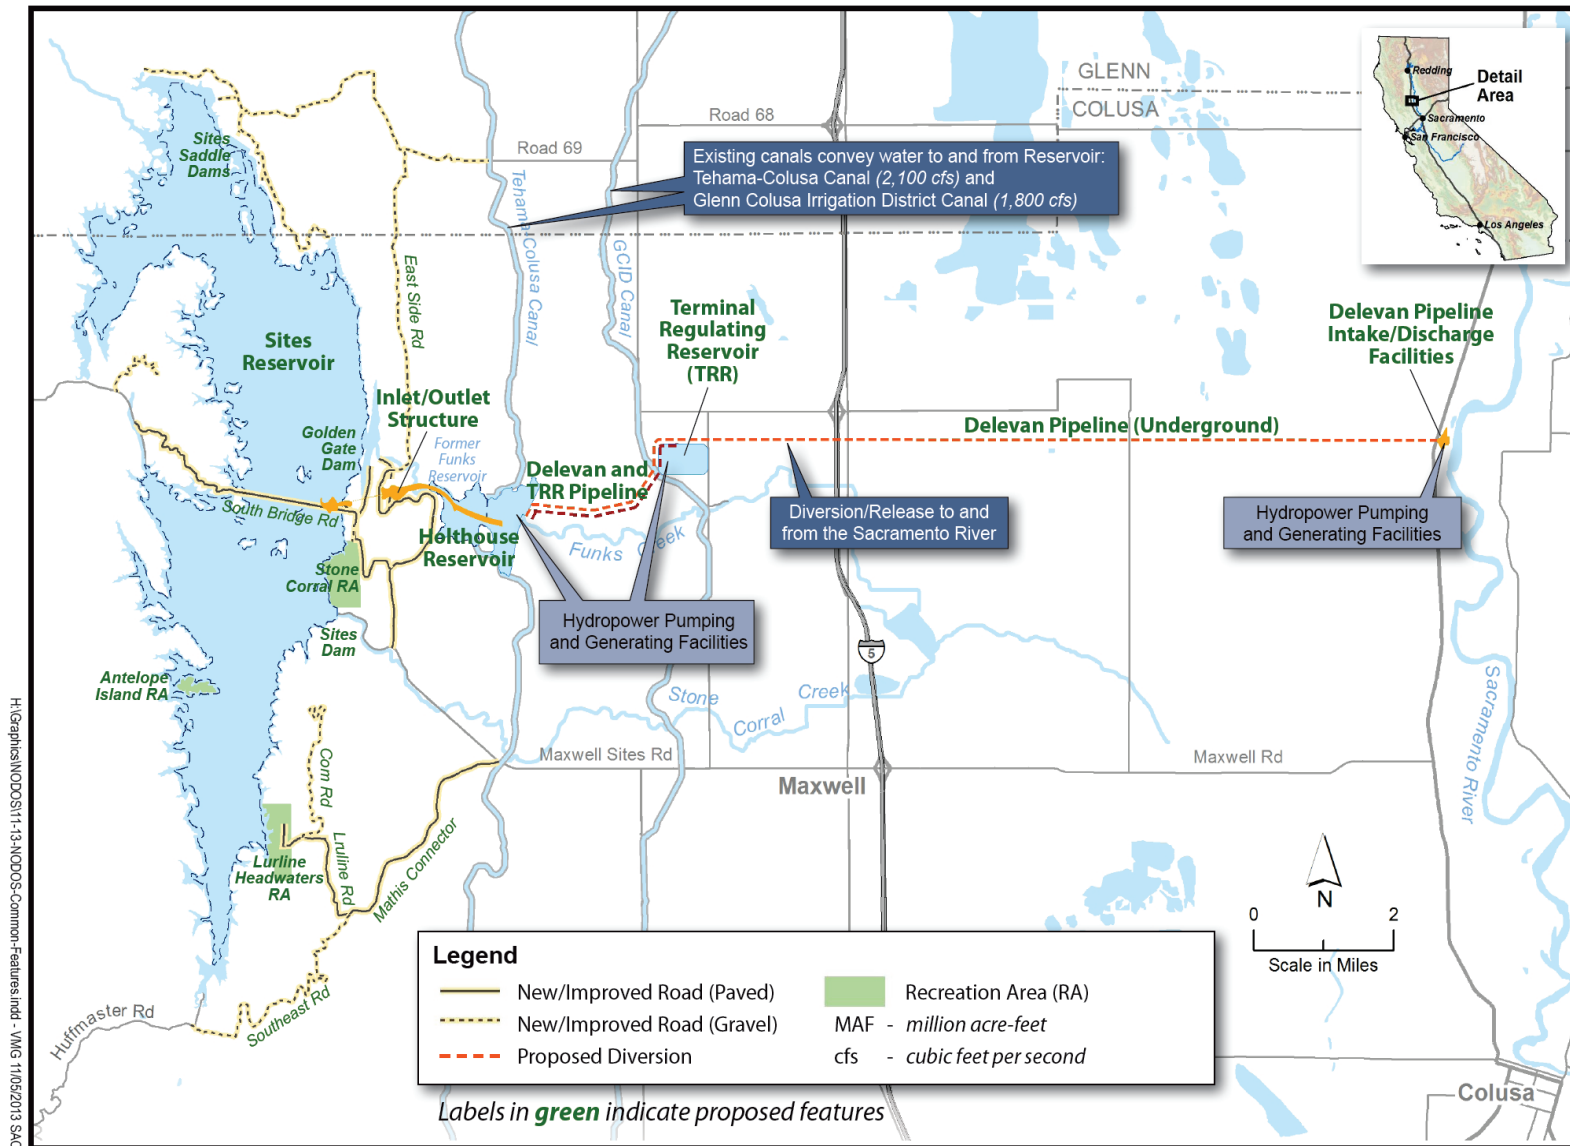 GLENN
COLUSA
Redding
Detail
Area
Sacramento
San Francisco
Los Angeles
Road 68
Road 69
Sites
Saddle
Dams
Existing canals convey water to and from Reservoir:
Tehama-Colusa Canal (2,100 cfs) and
Glenn Colusa Irrigation District Canal (1,800 cfs)
Tehama-Colusa Canal
GCID Canal
East Side Rd
Terminal
Regulating
Reservoir
(TRR)
Delevan Pipeline
Intake/Discharge
Facilities
Sites
Reservoir
Inlet/Outlet
Structure
Golden
Gate
Dam
Former
Funks
Reservoir
Delevan Pipeline (Underground)
Delevan and
TRR Pipeline
South Bridge Rd
Holthouse
Reservoir
Funks Creek
Diversion/Release to and
from the Sacramento River
Hydropower Pumping
and Generating Facilities
Stone
Corral RA
Hydropower Pumping
and Generating Facilities
Sites
Dam
5
Antelope
Island RA
Stone Corral Creek
Sacramento River
Maxwell Sites Rd
Maxwell Rd
Maxwell
Com Rd
Lurline
Headwaters
RA
Lruline Rd
Mathis Connector
Southeast Rd
Huffmaster Rd
N
0 2
Scale in Miles
Legend
New/Improved Road (Paved)
New/Improved Road (Gravel)
Proposed Diversion
Recreation Area (RA)
MAF - million acre-feet
cfs - cubic feet per second
Colusa
Labels in green indicate proposed features
H:\Graphics\NODOS\11-13-NODOS-Common-Features.indd - VMG 11/05/2013 SAC